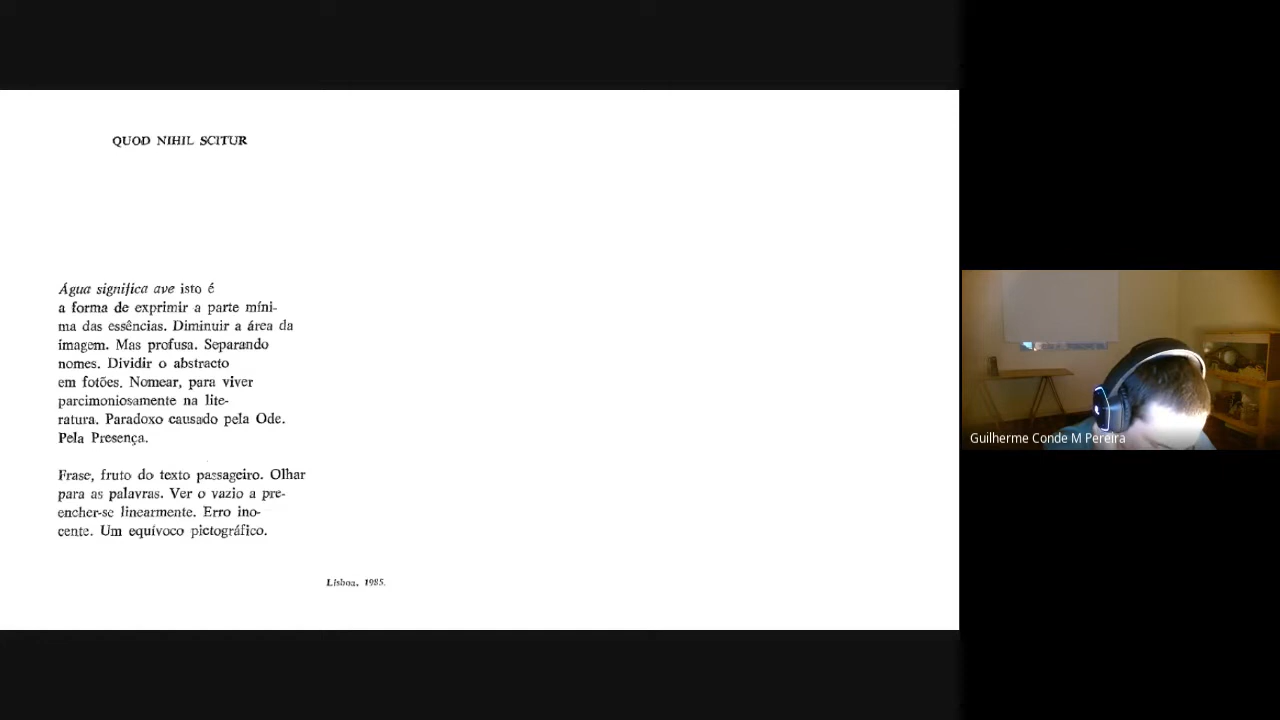 QUOD NIHIL SCITUR
Água significa ave isto é
a forma de exprimir a parte míni-
ma das essências. Diminuir a área da
imagem. Mas profusa. Separando
nomes. Dividir o abstracto
em fotões. Nomear, para viver
parcimoniosamente na lite-
ratura. Paradoxo causado pela Ode.
Pela Presença.
Frase, fruto do texto passageiro. Olhar
para as palavras. Ver o vazio a pre-
encher-se linearmente. Erro ino-
cente. Um equívoco pictográfico.
Lisboa, 1985.
Guilherme Conde M Pereira